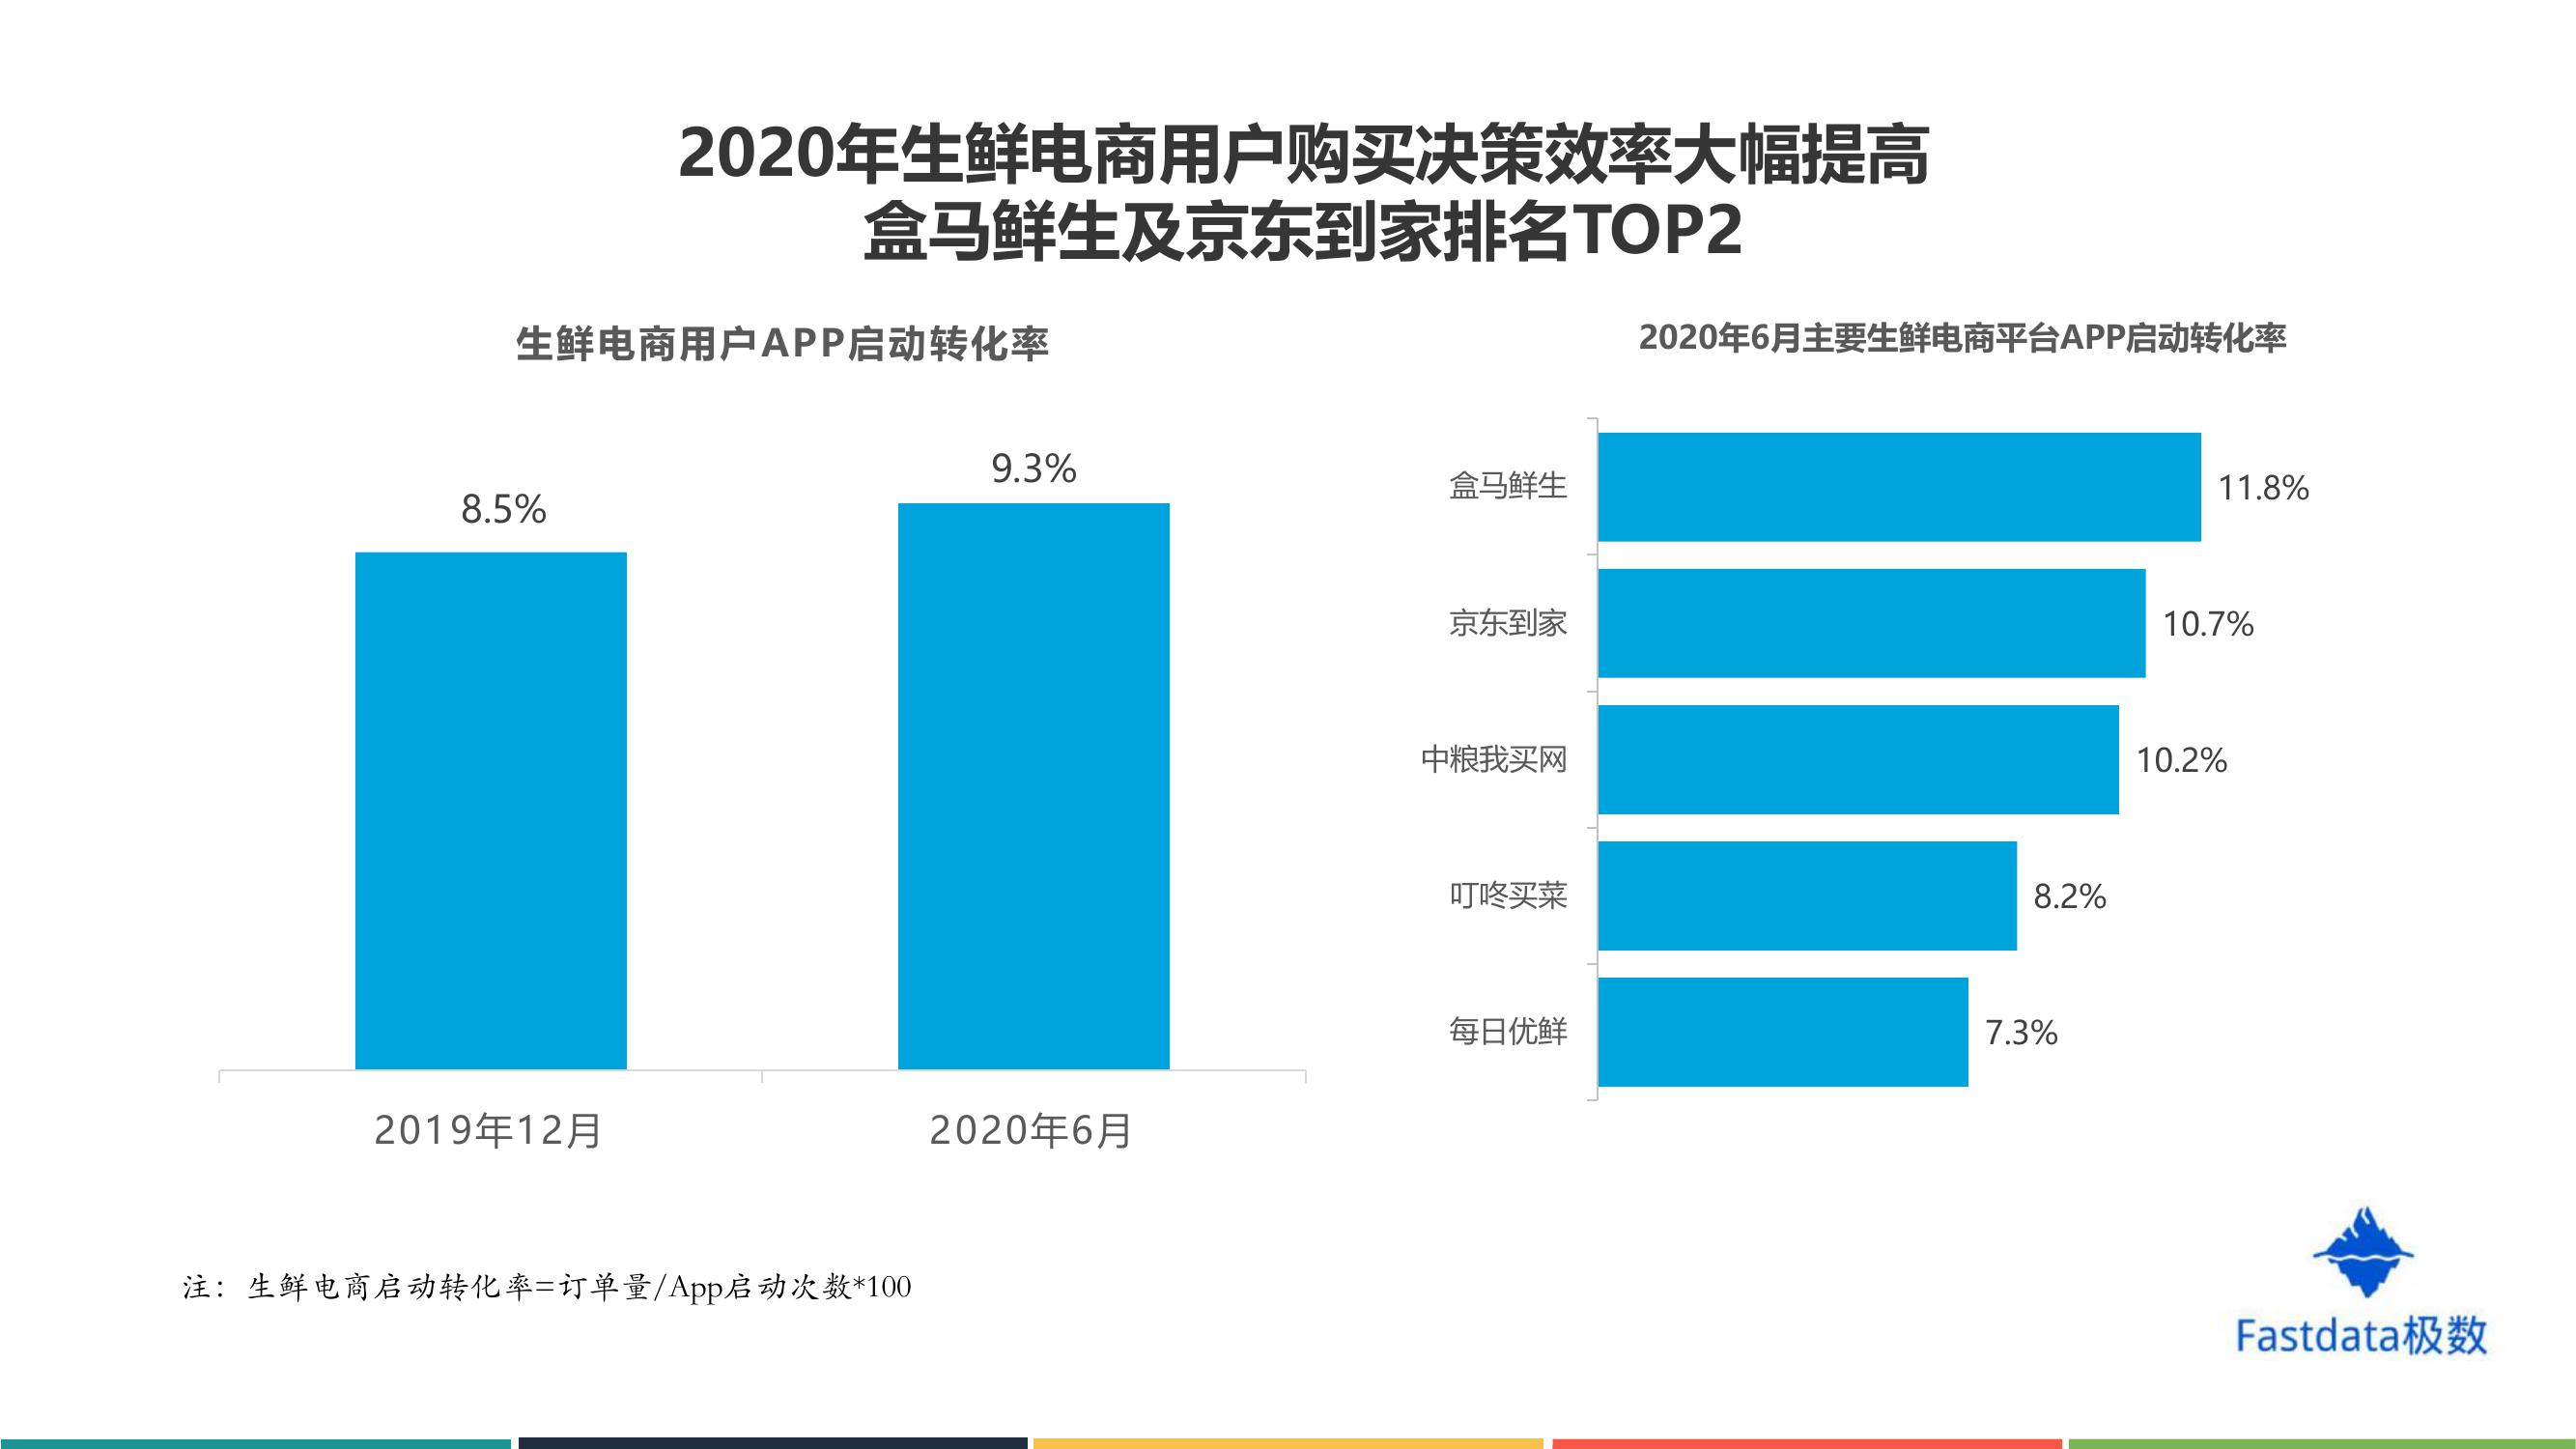 2020年生鲜电商用户购买决策效率大幅提高
盒马鲜生及京东到家排名TOP2
生鲜电商用户APP启动转化率
8.5%
9.3%
2019年12月
2020年6月
2020年6月主要生鲜电商平台APP启动转化率
盒马鲜生
11.8%
京东到家
10.7%
中粮我买网
10.2%
叮咚买菜
8.2%
每日优鲜
7.3%
注：生鲜电商启动转化率=订单量/App启动次数*100
Fastdata极数